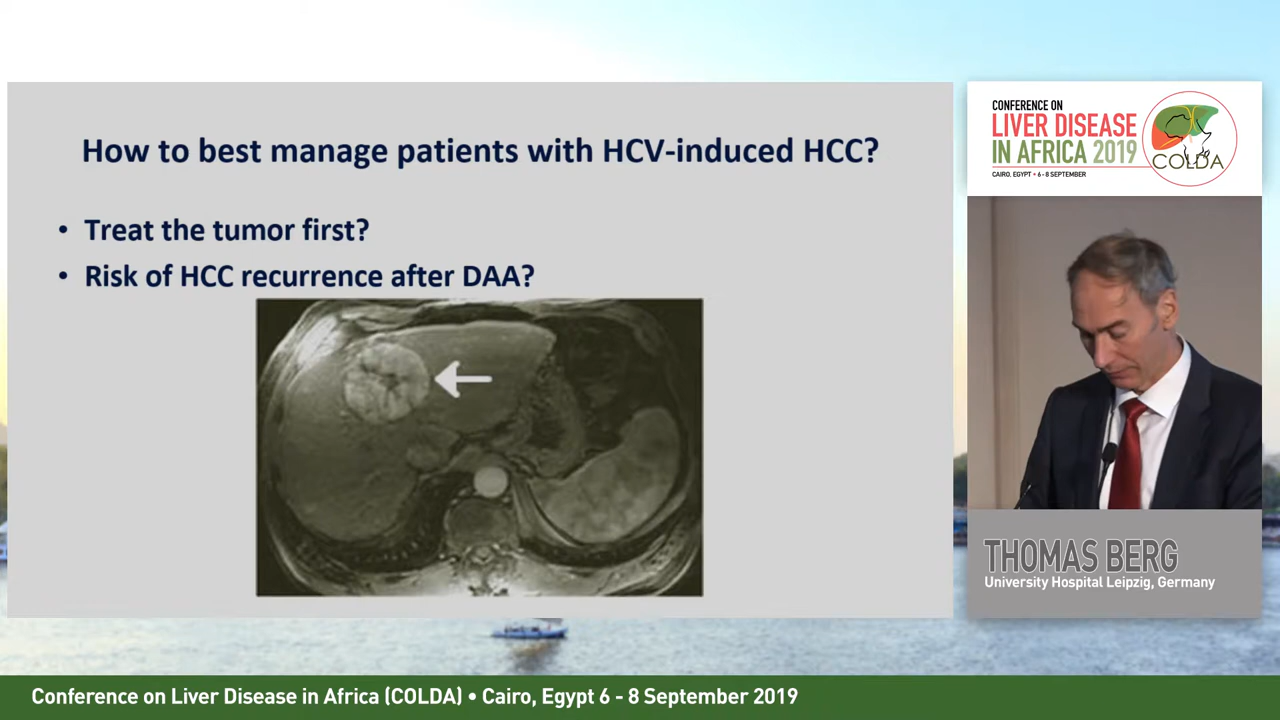 How to best manage patients with HCV-induced HCC?
• Treat the tumor first?
• Risk of HCC recurrence after DAA?
CONFERENCE ON
LIVER DISEASE
IN AFRICA 2019
CAIRO, EGYPT • 6 - 8 SEPTEMBER
COLDA
THOMAS BERG
University Hospital Leipzig, Germany
Conference on Liver Disease in Africa (COLDA) • Cairo, Egypt 6 - 8 September 2019